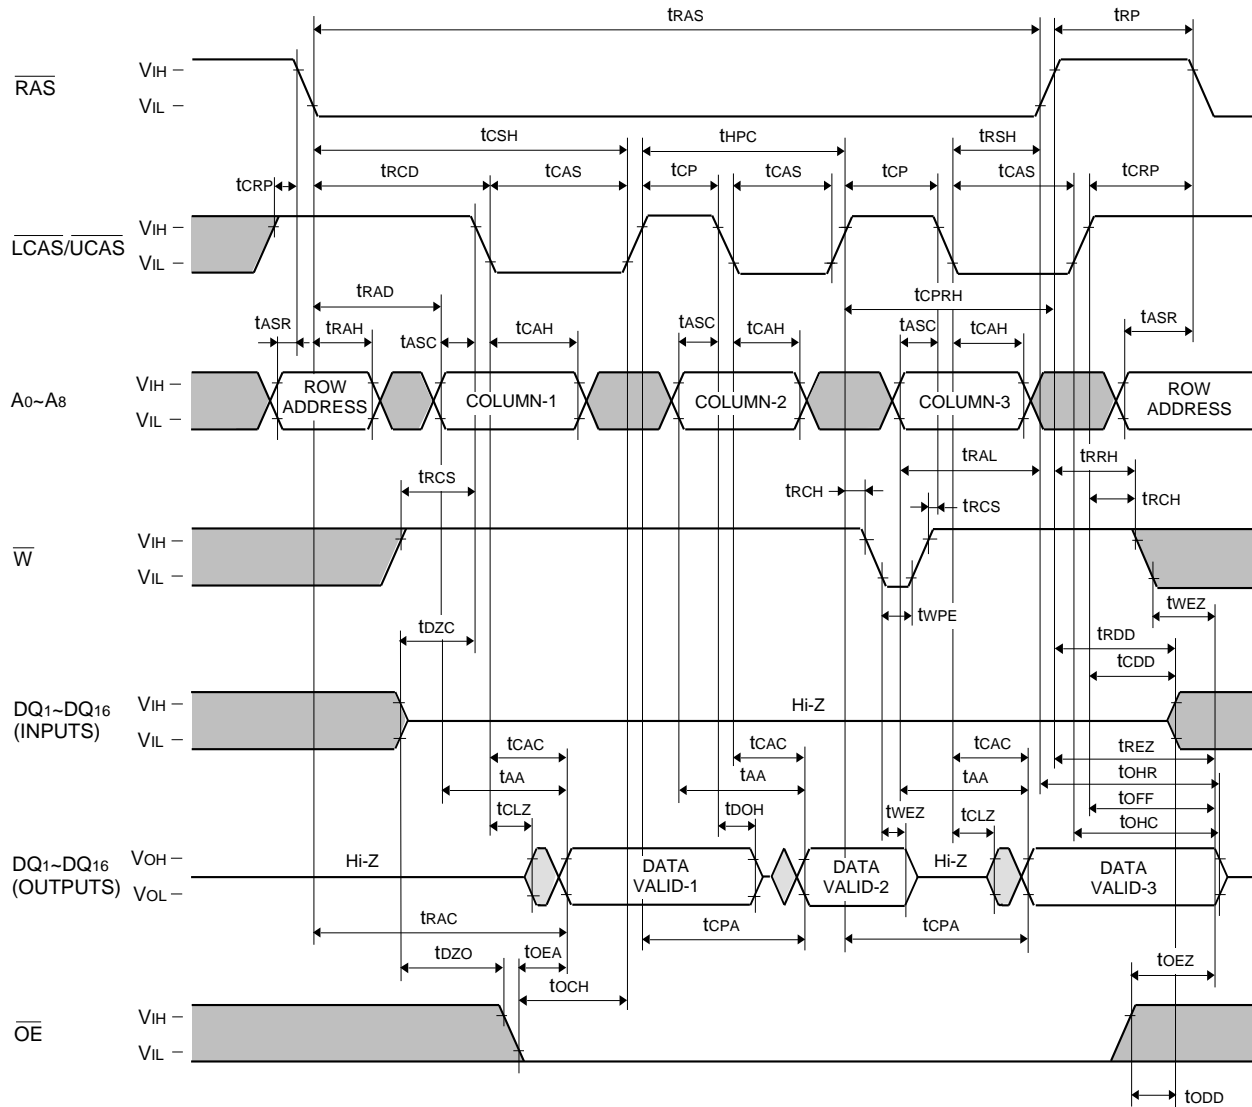 tRAS tRP
VIH
RAS
VIL
tCSH tHPC tRSH
tCRP tRCD tCAS tCP tCAS tCP tCAS tCRP
VIH
LCAS/UCAS
VIL
tRAD tCPRH
tASR tRAH tASC tCAH tASC tCAH tASC tCAH tASR
VIH
A0~A8
VIL
ROW ADDRESS COLUMN-1 COLUMN-2 COLUMN-3 ROW ADDRESS
tRAL tRRH
tRCS tRCH tRCS tRCH
VIH
W
VIL
tWPE tWEZ
tDZC tRDD
tCDD
VIH
DQ1~DQ16
(INPUTS)
VIL
Hi-Z
tCAC tCAC tCAC tREZ
tAA tAA tAA tOHR
tCLZ tDOH tWEZ tCLZ tOFF
tOHC
VOH
DQ1~DQ16
(OUTPUTS)
VOL
Hi-Z DATA VALID-1 DATA VALID-2 Hi-Z DATA VALID-3
tRAC tCPA tCPA
tDZO tOEA tOEZ
tOCH
VIH
OE
VIL
tODD